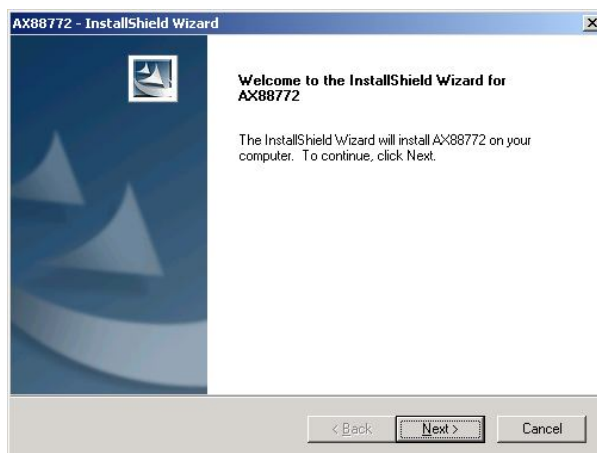 AX88772 - InstallShield Wizard
Welcome to the InstallShield Wizard for
AX88772
The InstallShield Wizard will install AX88772 on your
computer. To continue, click Next.
< Back
Next >
Cancel